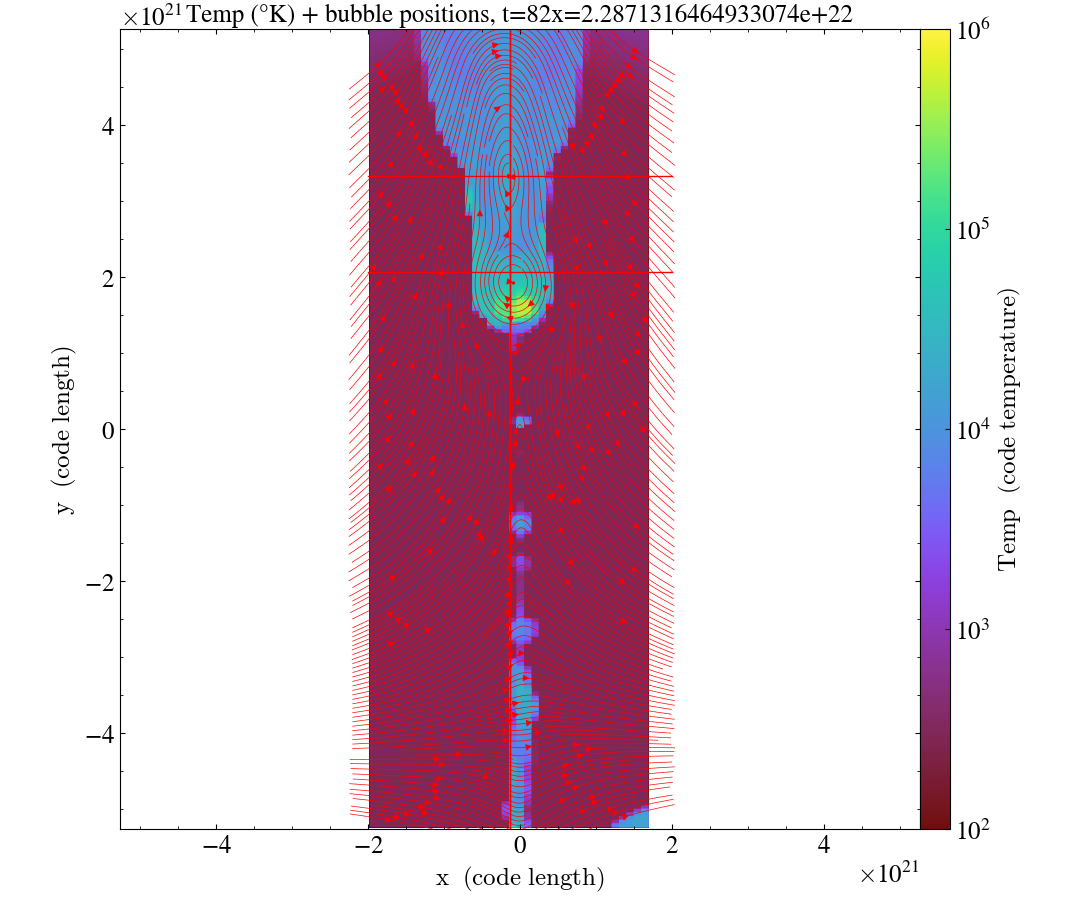 ×10²¹ Temp (°K) + bubble positions, t=82x=2.2871316464933074e+22
4
2
0
−2
−4
y (code length)
−4 −2 0 2 4
×10²¹
x (code length)
10⁶
10⁵
10⁴
10³
10²
Temp (code temperature)